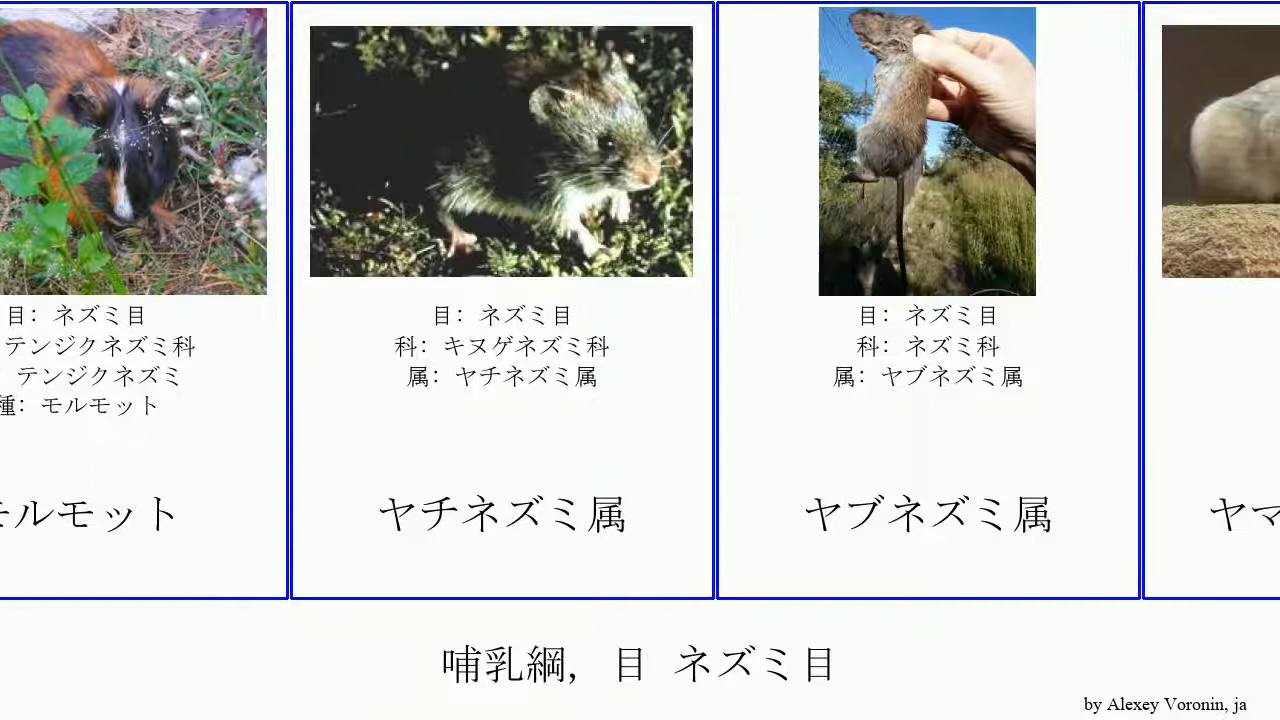 目: ネズミ目
テンジクネズミ科
テンジクネズミ
種: モルモット
モルモット
目: ネズミ目
科: キヌゲネズミ科
属: ヤチネズミ属
ヤチネズミ属
目: ネズミ目
科: ネズミ科
属: ヤブネズミ属
ヤブネズミ属
ヤマ
哺乳綱, 目 ネズミ目
by Alexey Voronin, ja